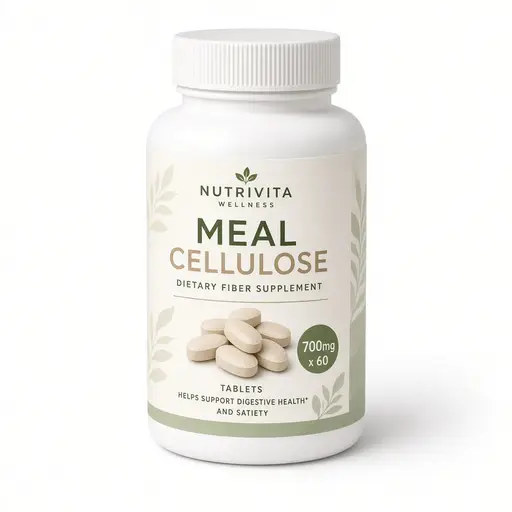 NUTRIVITA
WELLNESS
MEAL
CELLULOSE
DIETARY FIBER SUPPLEMENT
700mg
x 60
TABLETS
HELPS SUPPORT DIGESTIVE HEALTH*
AND SATIETY